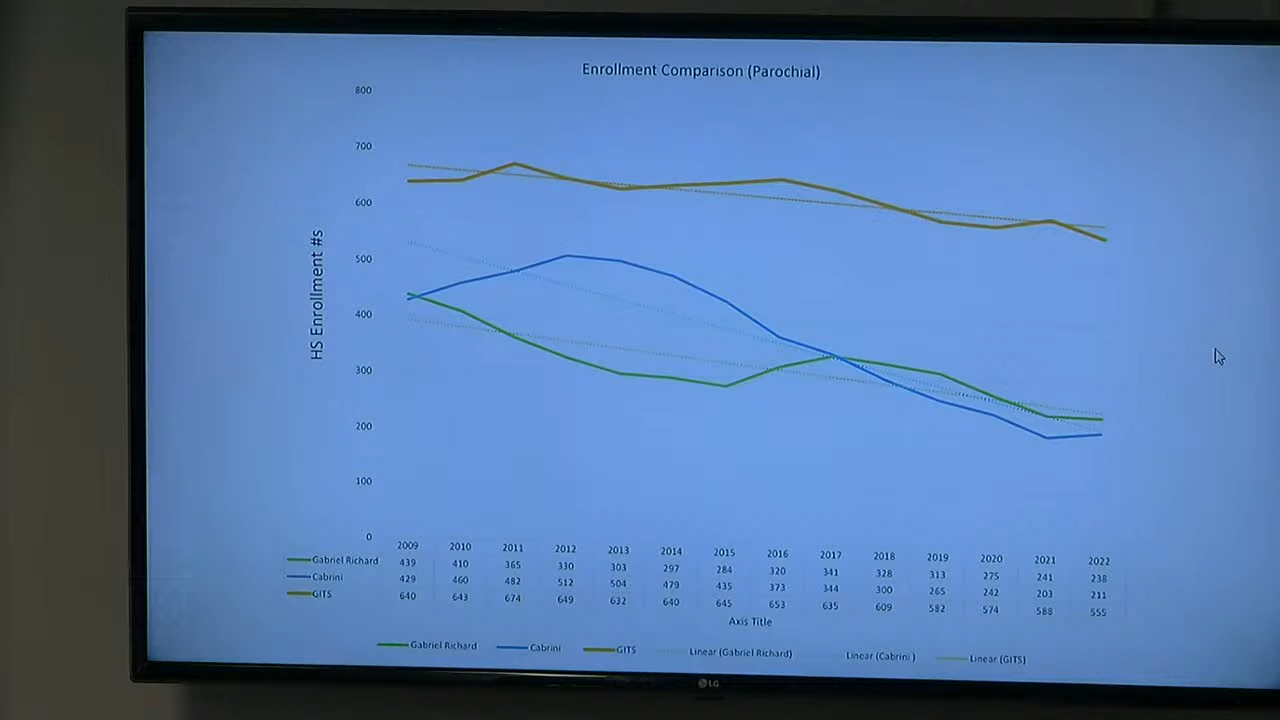 Enrollment Comparison (Parochial)
800
700
600
500
400
300
200
100
0
HS Enrollment #s
2009 2010 2011 2012 2013 2014 2015 2016 2017 2018 2019 2020 2021 2022
Gabriel Richard 439 410 365 330 303 297 284 320 341 328 313 275 241 238
Cabrini 429 460 482 512 504 479 435 373 344 300 265 242 203 211
GITS 640 643 674 649 632 640 645 653 635 609 582 574 588 555
Axis Title
Gabriel Richard Cabrini GITS Linear (Gabriel Richard) Linear (Cabrini ) Linear (GITS)
LG